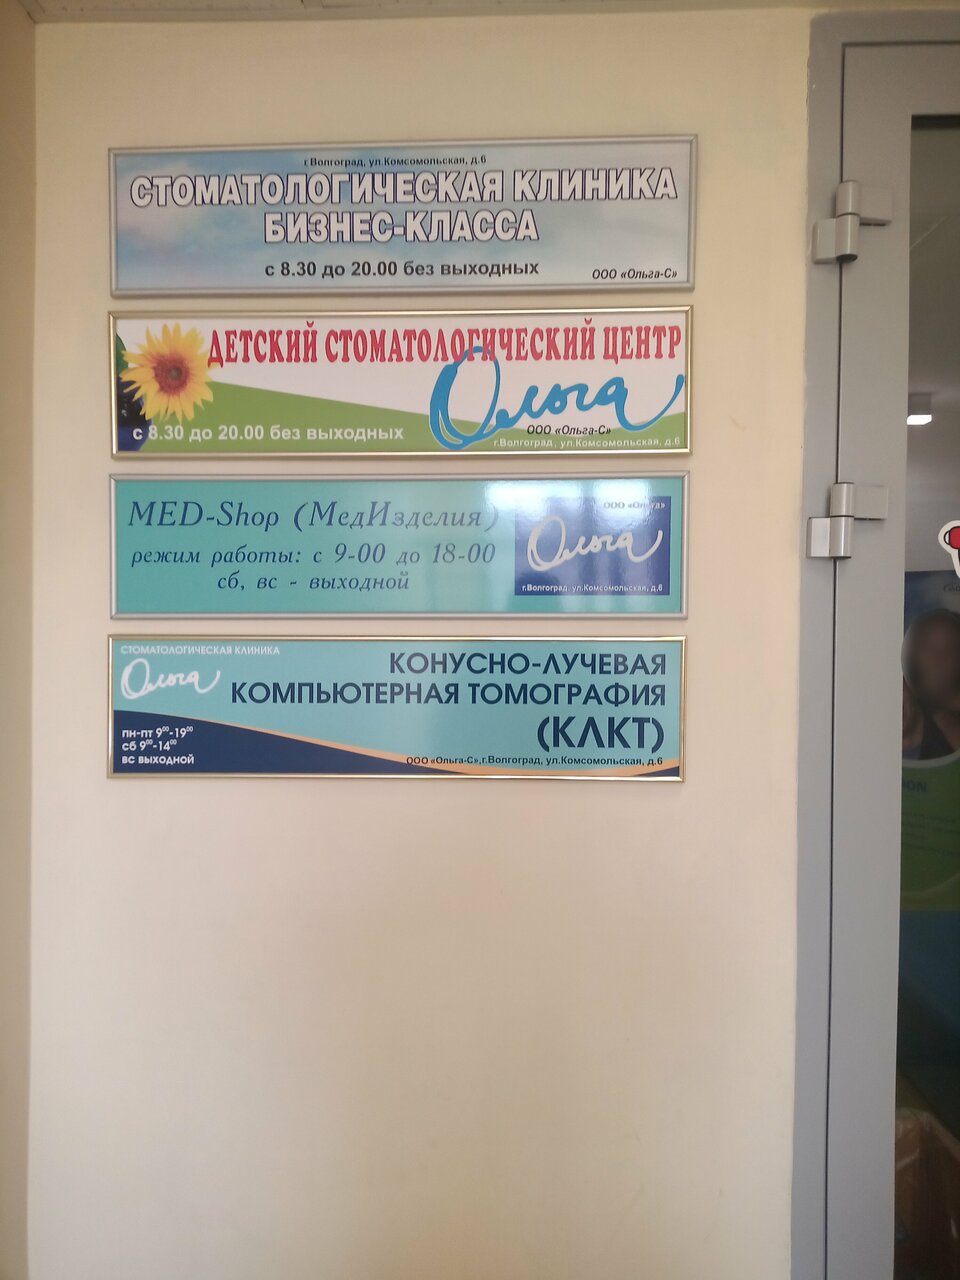 г.Волгоград, ул.Комсомольская, д.6
СТОМАТОЛОГИЧЕСКАЯ КЛИНИКА
БИЗНЕС-КЛАССА
с 8.30 до 20.00 без выходных
ООО «Ольга-С»
ДЕТСКИЙ СТОМАТОЛОГИЧЕСКИЙ ЦЕНТР
Ольга
ООО «Ольга-С»
с 8.30 до 20.00 без выходных
г.Волгоград, ул.Комсомольская, д.6
MED-Shop (МедИзделия)
режим работы: с 9-00 до 18-00
сб, вс - выходной
ООО «Ольга»
Ольга
г.Волгоград, ул.Комсомольская, д.6
СТОМАТОЛОГИЧЕСКАЯ КЛИНИКА
Ольга
КОНУСНО-ЛУЧЕВАЯ
КОМПЬЮТЕРНАЯ ТОМОГРАФИЯ
(КЛКТ)
пн-пт 9⁰⁰-19⁰⁰
сб 9⁰⁰-14⁰⁰
вс выходной
ООО «Ольга-С», г.Волгоград, ул.Комсомольская, д.6